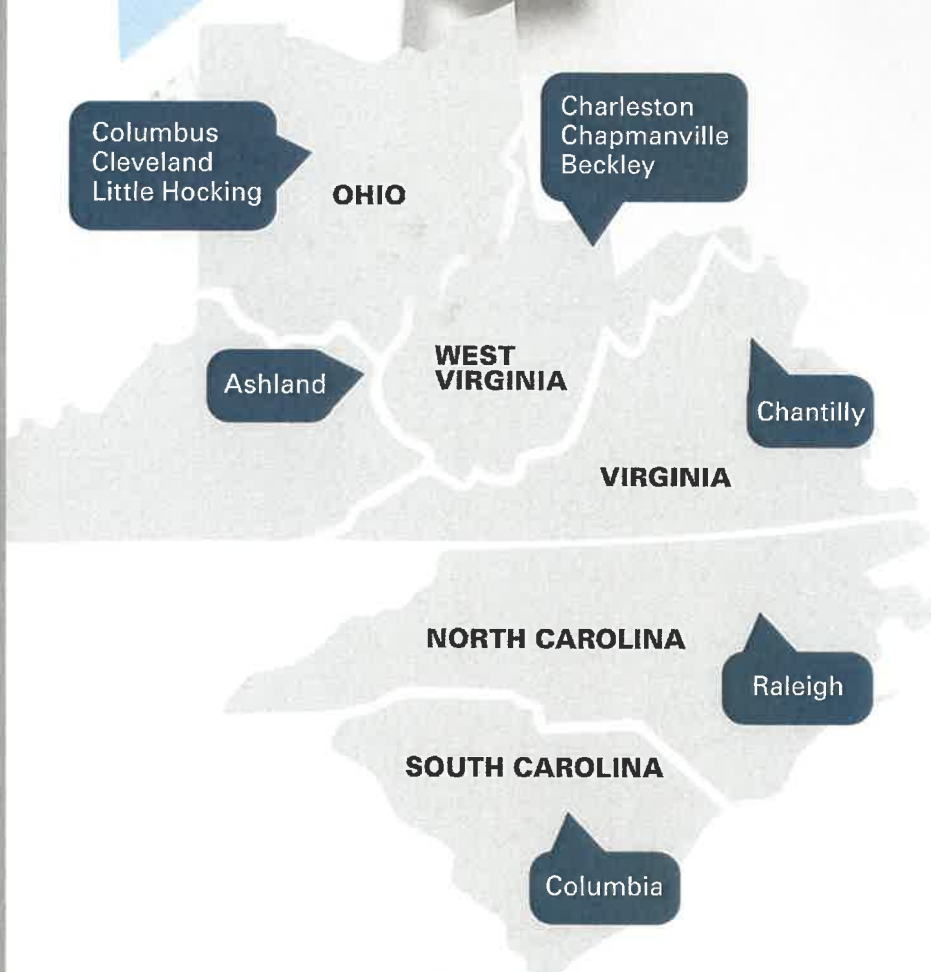 Columbus
Cleveland
Little Hocking
OHIO
Charleston
Chapmanville
Beckley
Ashland
WEST
VIRGINIA
Chantilly
VIRGINIA
NORTH CAROLINA
Raleigh
SOUTH CAROLINA
Columbia